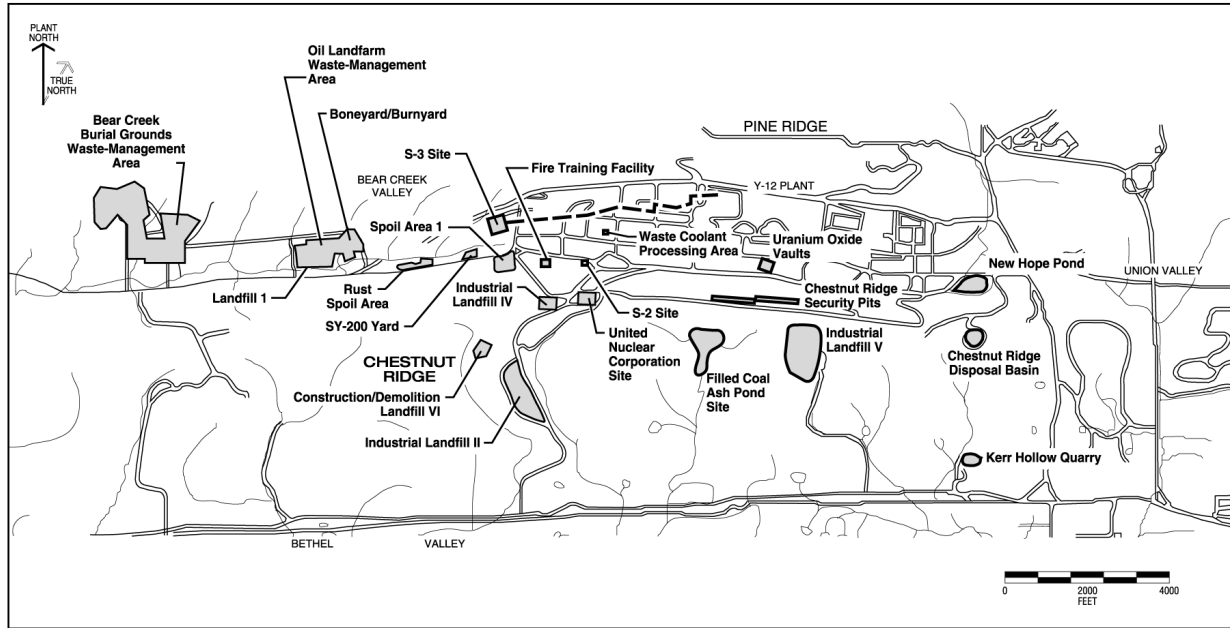 PLANT
NORTH
TRUE
NORTH
Oil Landfarm
Waste-Management
Area
Boneyard/Burnyard
Bear Creek
Burial Grounds
Waste-Management
Area
S-3 Site
Fire Training Facility
PINE RIDGE
BEAR CREEK
VALLEY
Y-12 PLANT
Spoil Area 1
Waste Coolant
Processing Area
Uranium Oxide
Vaults
New Hope Pond
UNION VALLEY
Landfill 1
Rust
Spoil Area
SY-200 Yard
Industrial
Landfill IV
Chestnut Ridge
Security Pits
S-2 Site
United
Nuclear
Corporation
Site
Industrial
Landfill V
Chestnut Ridge
Disposal Basin
CHESTNUT
RIDGE
Filled Coal
Ash Pond
Site
Construction/Demolition
Landfill VI
Industrial Landfill II
Kerr Hollow Quarry
BETHEL
VALLEY
0
2000
4000
FEET